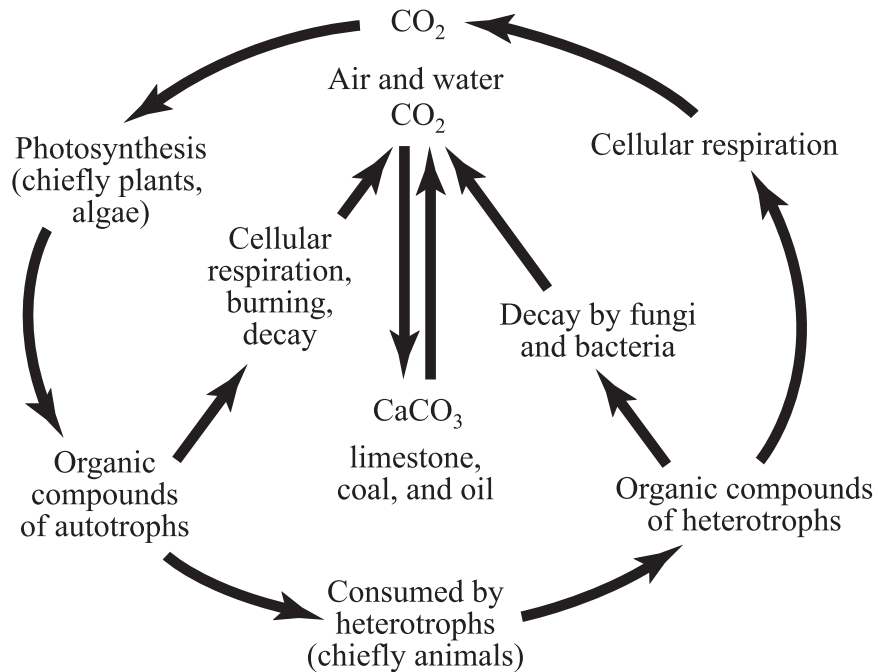 CO2
Air and water
CO2
Photosynthesis
(chiefly plants,
algae)
Cellular respiration
Cellular
respiration,
burning,
decay
Decay by fungi
and bacteria
CaCO3
limestone,
coal, and oil
Organic
compounds
of autotrophs
Organic compounds
of heterotrophs
Consumed by
heterotrophs
(chiefly animals)